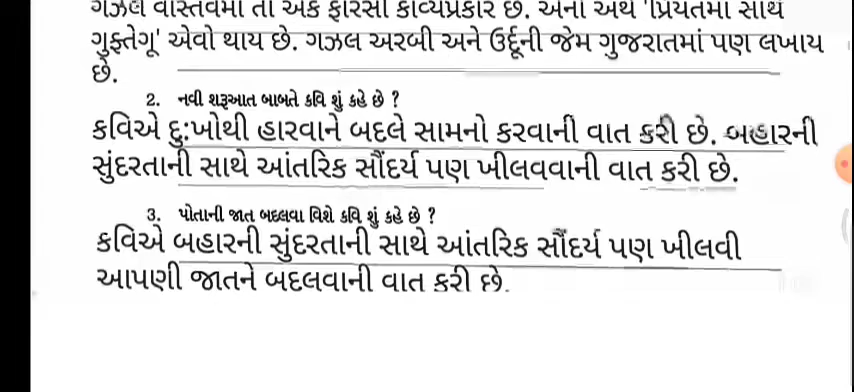 ગઝલ વાસ્તવમાં તો એક ફારસી કાવ્યપ્રકાર છે. એનો અર્થ 'પ્રિયતમા સાથે
ગુફ્તેગૂ' એવો થાય છે. ગઝલ અરબી અને ઉર્દૂની જેમ ગુજરાતમાં પણ લખાય
છે.
2. નવી શરૂઆત બાબતે કવિ શું કહે છે ?
કવિએ દુ:ખોથી હારવાને બદલે સામનો કરવાની વાત કરી છે. બહારની
સુંદરતાની સાથે આંતરિક સૌંદર્ય પણ ખીલવવાની વાત કરી છે.
3. પોતાની જાત બદલવા વિશે કવિ શું કહે છે ?
કવિએ બહારની સુંદરતાની સાથે આંતરિક સૌંદર્ય પણ ખીલવી
આપણી જાતને બદલવાની વાત કરી છે.